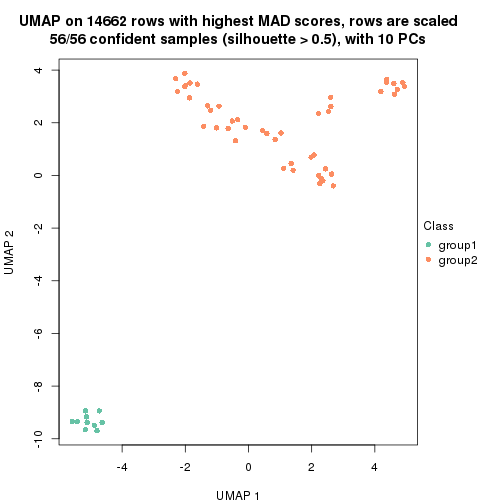 UMAP on 14662 rows with highest MAD scores, rows are scaled
56/56 confident samples (silhouette > 0.5), with 10 PCs
4
2
0
-2
-4
-6
-8
-10
UMAP 2
Class
group1
group2
-4
-2
0
2
4
UMAP 1